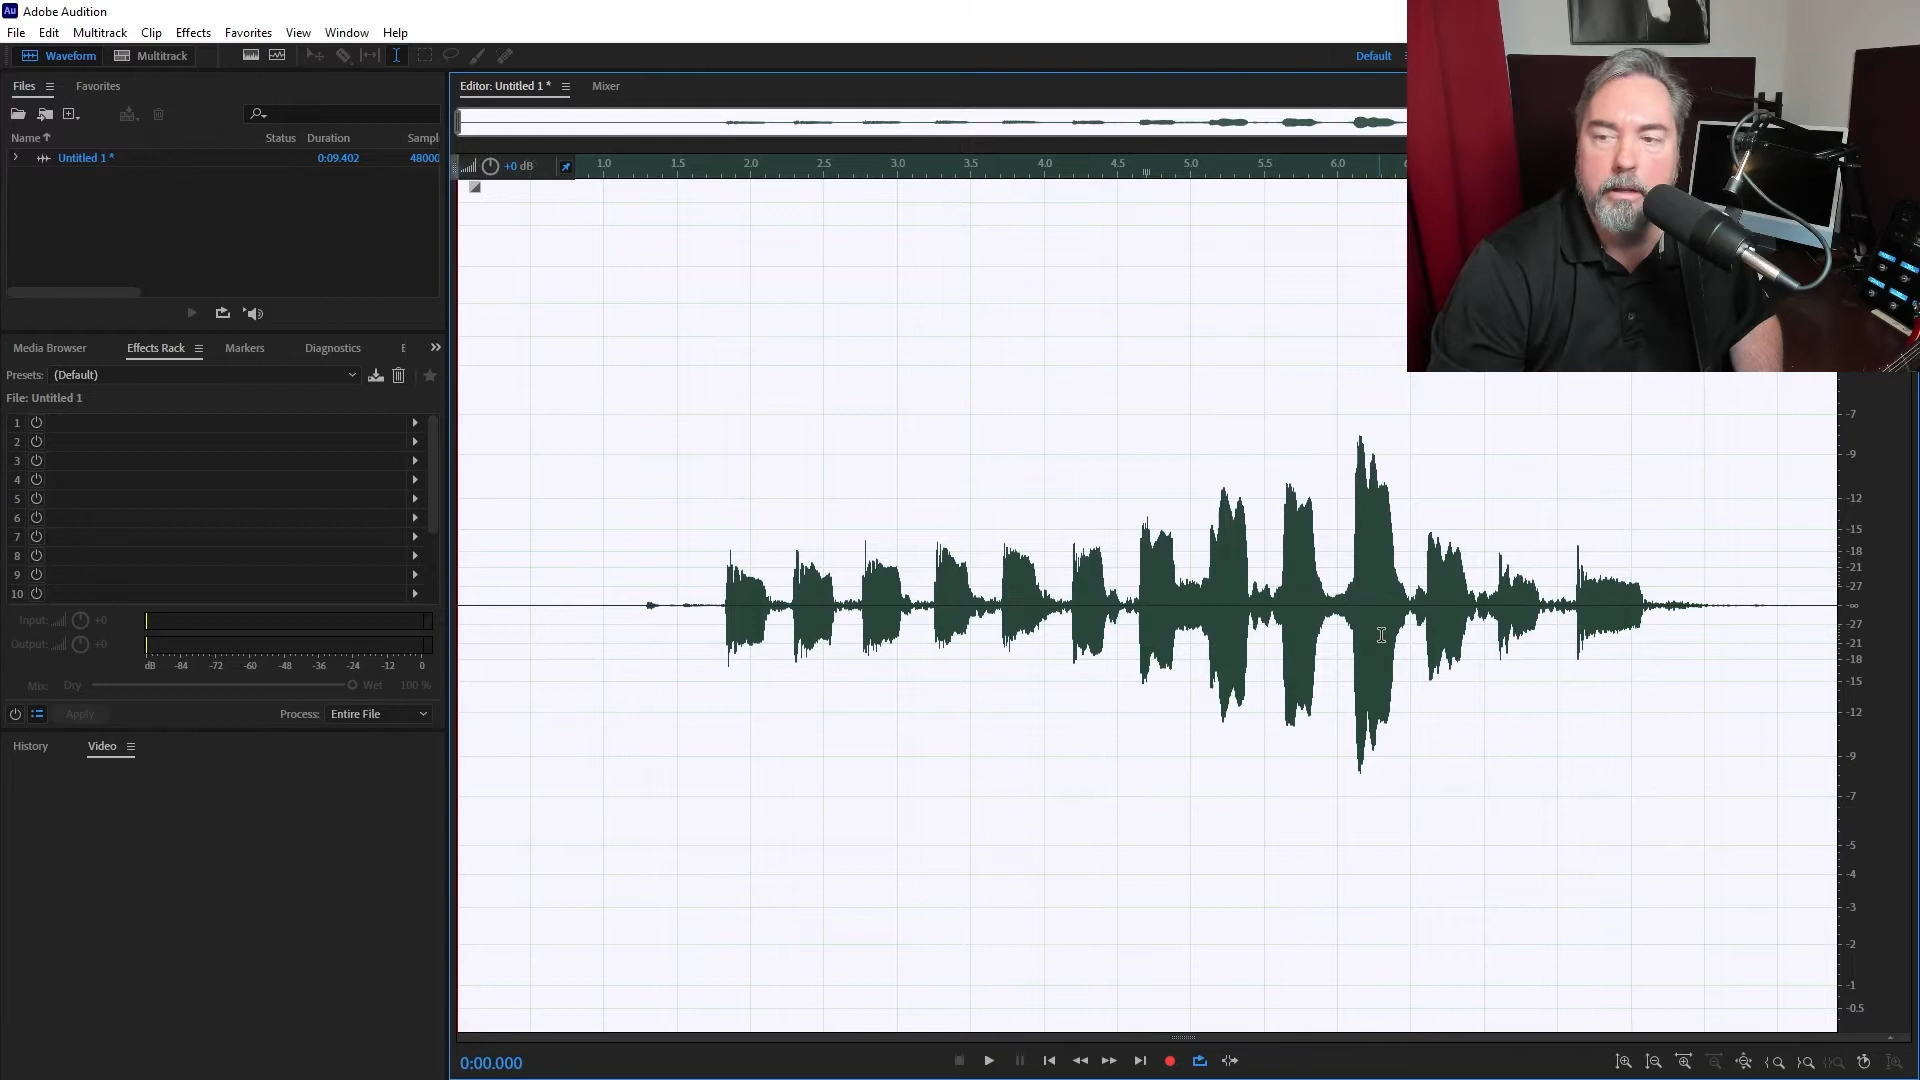 Au Adobe Audition
File Edit Multitrack Clip Effects Favorites View Window Help
Waveform Multitrack Default
Files Favorites
Name Status Duration Sampl
Untitled 1 * 0:09.402 48000
Media Browser Effects Rack Markers Diagnostics E
Presets: (Default)
File: Untitled 1
1
2
3
4
5
6
7
8
9
10
Input: +0
Output: +0
dB -84 -72 -60 -48 -36 -24 -12 0
Mix: Dry Wet 100 %
Apply Process: Entire File
History Video
Editor: Untitled 1 * Mixer
+0 dB 1.0 1.5 2.0 2.5 3.0 3.5 4.0 4.5 5.0 5.5 6.0
-7
-9
-12
-15
-18
-21
-27
-∞
-27
-21
-18
-15
-12
-9
-7
-5
-4
-3
-2
-1
-0.5
0:00.000